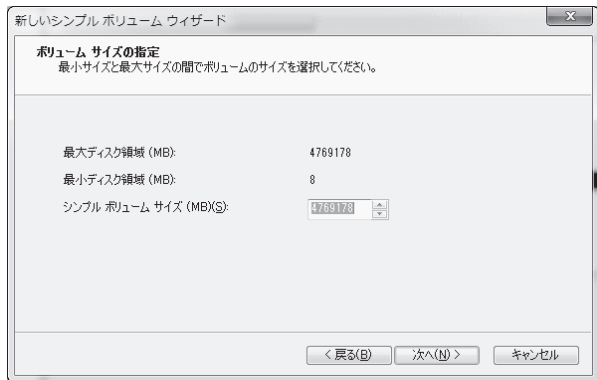 新しいシンプル ボリューム ウィザード
ボリューム サイズの指定
最小サイズと最大サイズの間でボリュームのサイズを選択してください。
最大ディスク領域 (MB): 4769178
最小ディスク領域 (MB): 8
シンプル ボリューム サイズ (MB)(S): 4769178
< 戻る(B) 次へ(N) > キャンセル